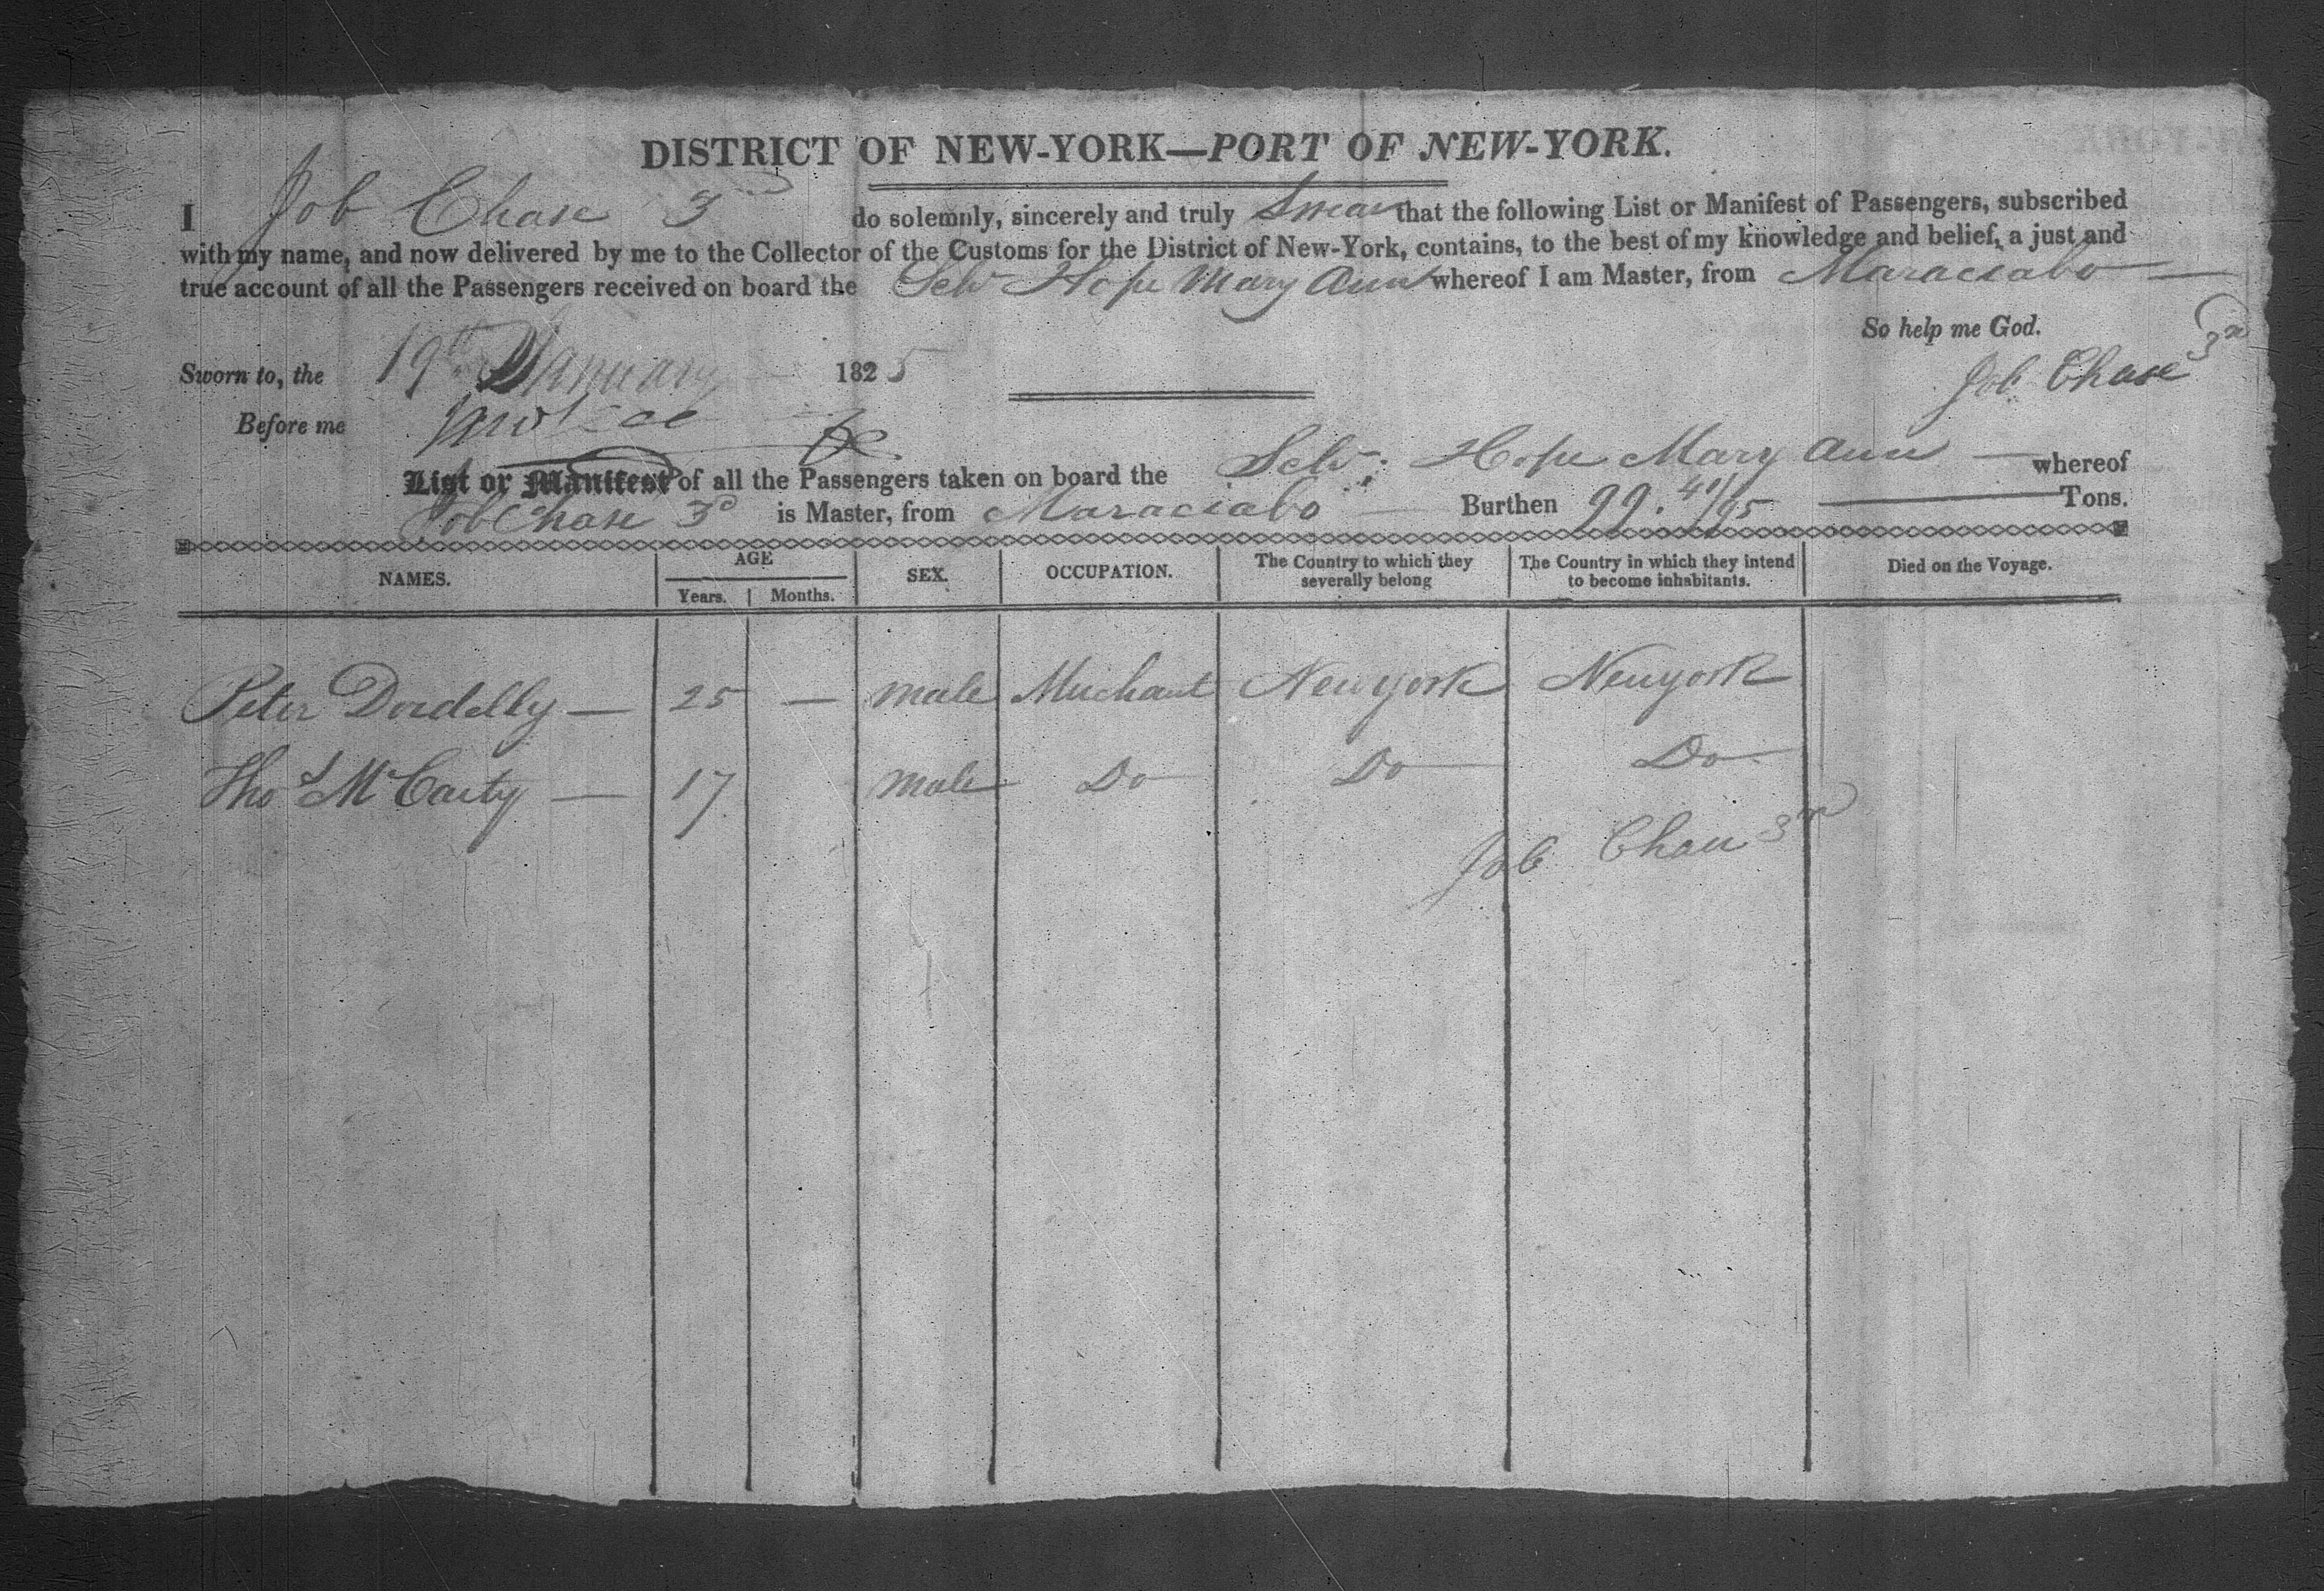 DISTRICT OF NEW-YORK—PORT OF NEW-YORK.
I Job Chase 3d do solemnly, sincerely and truly Swear that the following List or Manifest of Passengers, subscribed
with my name, and now delivered by me to the Collector of the Customs for the District of New-York, contains, to the best of my knowledge and belief, a just and
true account of all the Passengers received on board the Schr Hope Mary Ann whereof I am Master, from Maraciabo
So help me God.
Sworn to, the 19th January 1825
Job Chase 3d
Before me
List or Manifest of all the Passengers taken on board the Schr. Hope Mary Ann whereof
Job Chase 3d is Master, from Maraciabo Burthen 99. 41/95 Tons.
NAMES. AGE Years. Months. SEX. OCCUPATION. The Country to which they severally belong The Country in which they intend to become inhabitants. Died on the Voyage.
Peter Dordelly — 25 — male Merchant New york Newyork
Thos McCarty — 17 male Do Do Do
Job Chase 3d